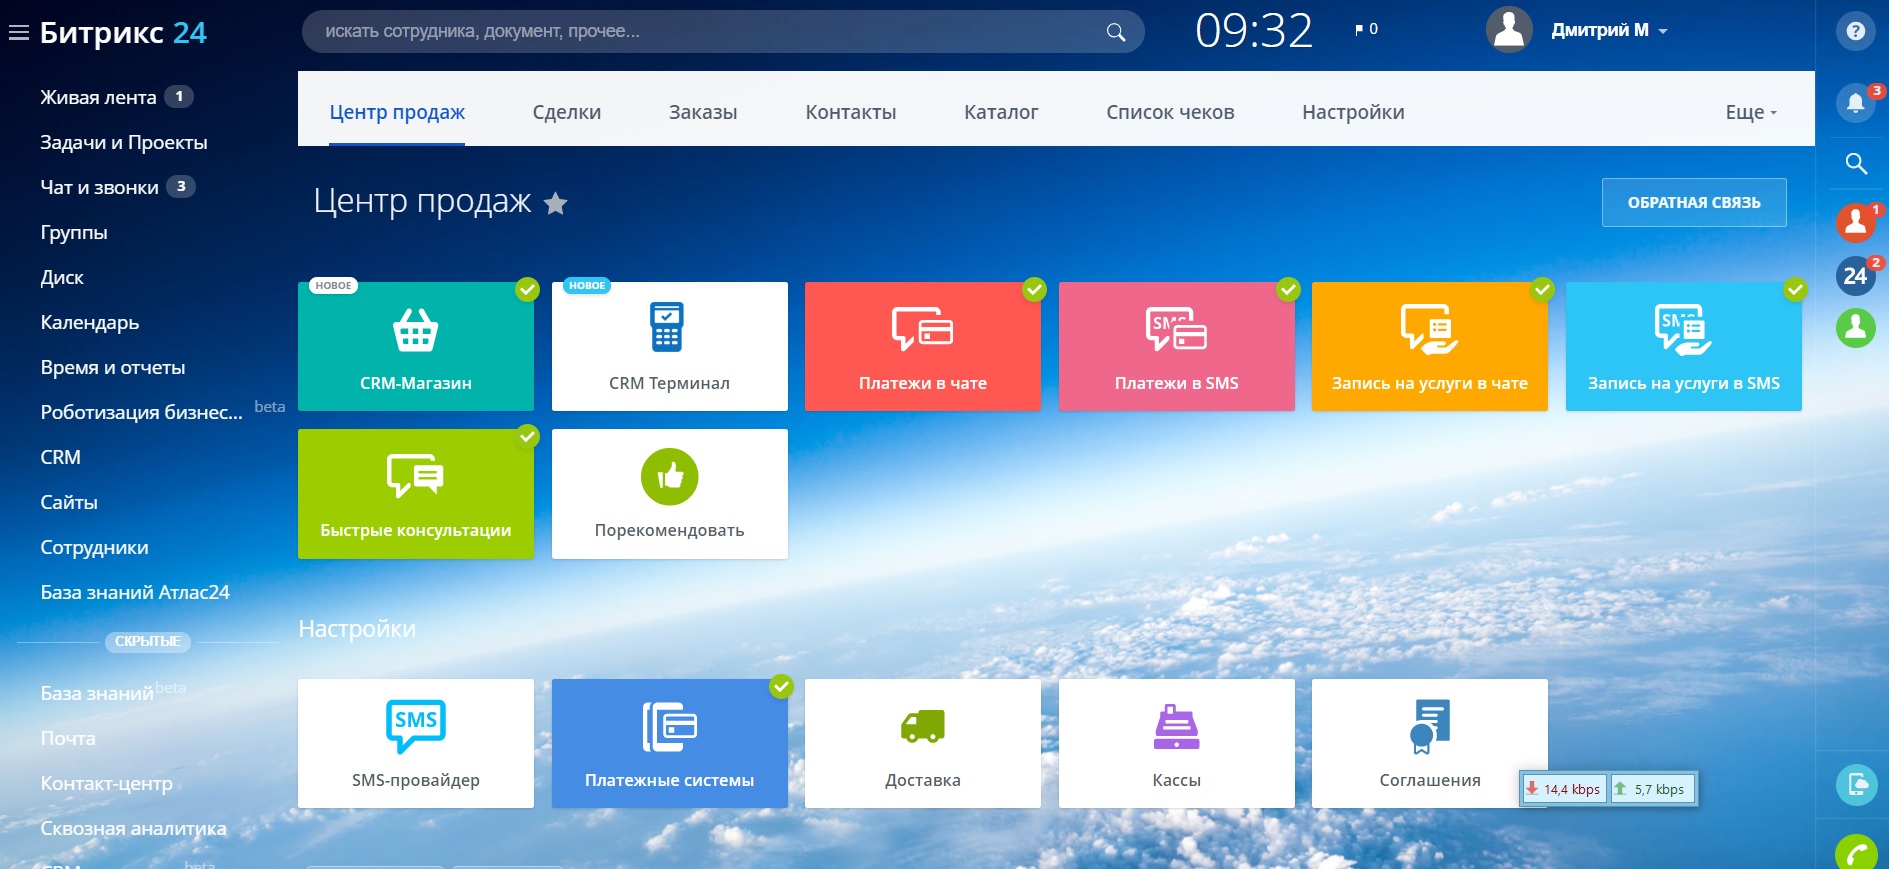 Битрикс 24
искать сотрудника, документ, прочее...
09:32
0
Дмитрий М
?
Живая лента 1
Задачи и Проекты
Чат и звонки 3
Группы
Диск
Календарь
Время и отчеты
Роботизация бизнес... beta
CRM
Сайты
Сотрудники
База знаний Атлас24
СКРЫТЫЕ
База знаний beta
Почта
Контакт-центр
Сквозная аналитика
beta
Центр продаж
Сделки
Заказы
Контакты
Каталог
Список чеков
Настройки
Еще
Центр продаж
ОБРАТНАЯ СВЯЗЬ
НОВОЕ
CRM-Магазин
НОВОЕ
CRM Терминал
Платежи в чате
SMS
Платежи в SMS
Запись на услуги в чате
SMS
Запись на услуги в SMS
Быстрые консультации
Порекомендовать
Настройки
SMS
SMS-провайдер
Платежные системы
Доставка
Кассы
Соглашения
14,4 kbps
5,7 kbps
3
1
24 2